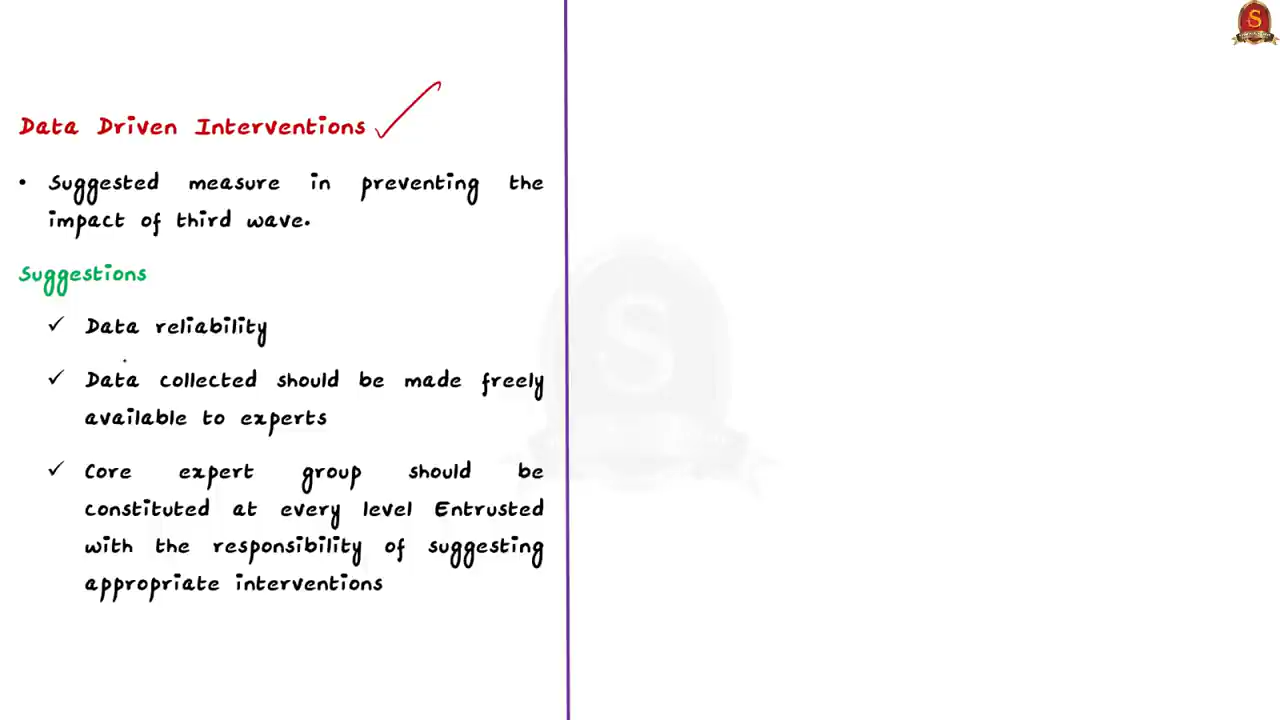 S
Data Driven Interventions
• Suggested measure in preventing the
impact of third wave.
Suggestions
✓ Data reliability
✓ Data collected should be made freely
available to experts
✓ Core expert group should be
constituted at every level Entrusted
with the responsibility of suggesting
appropriate interventions
S